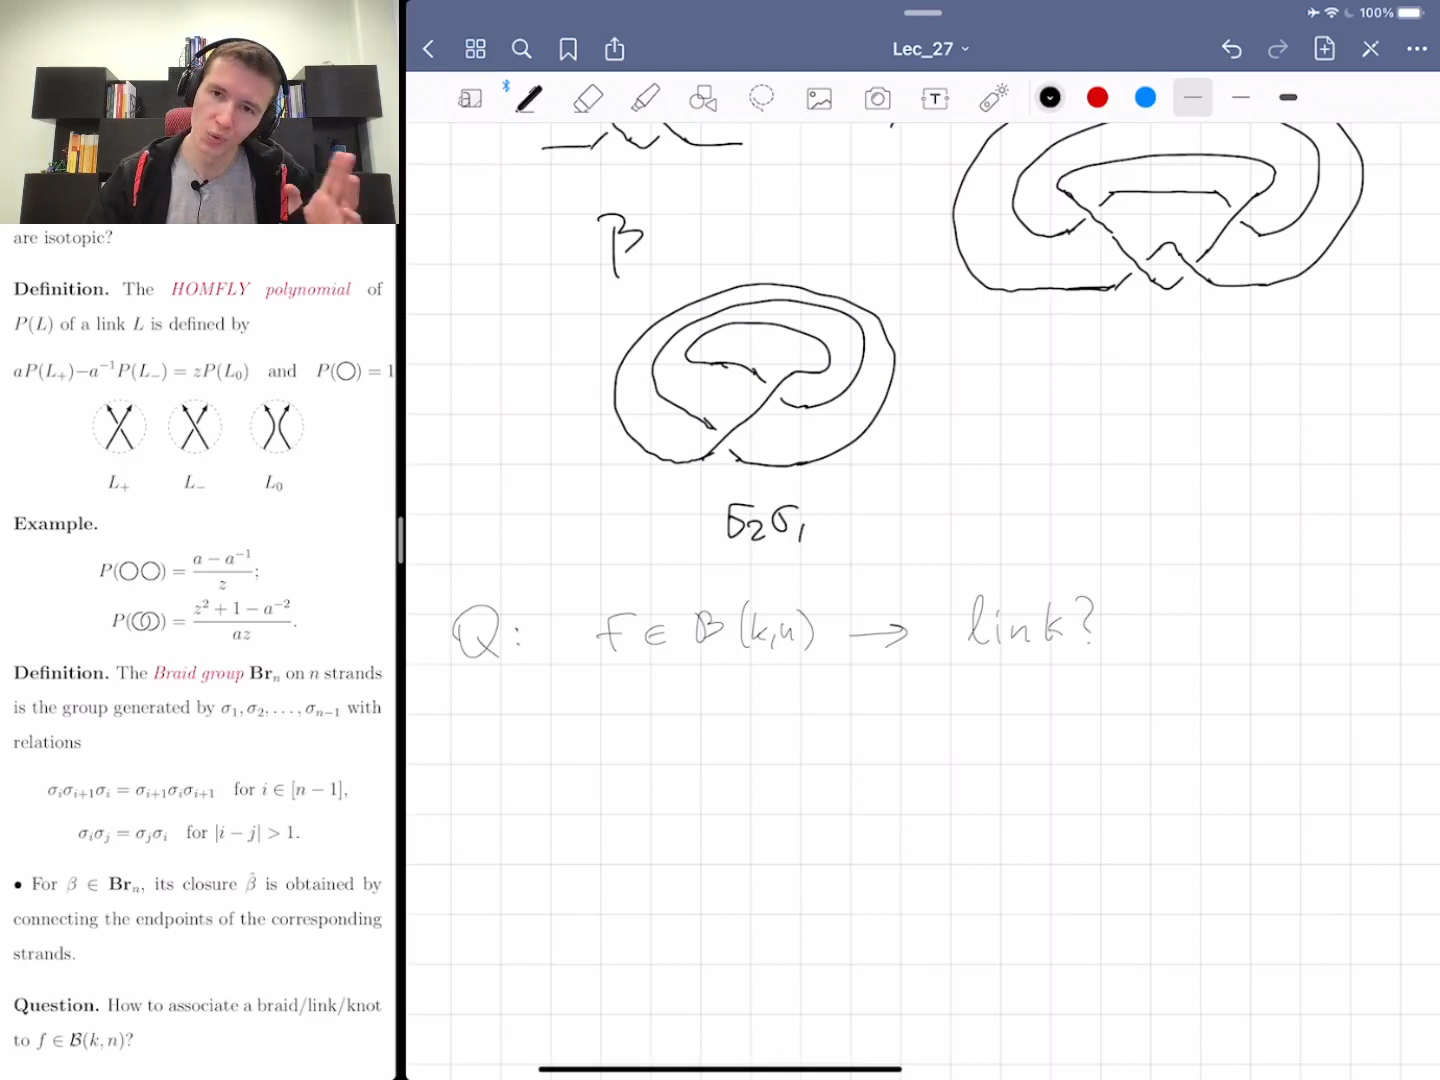 100%
Lec_27
are isotopic?
Definition. The HOMFLY polynomial of
P(L) of a link L is defined by
aP(L₊)−a⁻¹P(L₋) = zP(L₀) and P(◯) = 1
L₊ L₋ L₀
Example.
P(◯◯) = (a − a⁻¹)/z;
P(⓪) = (z² + 1 − a⁻²)/(az).
Definition. The Braid group Brₙ on n strands
is the group generated by σ₁, σ₂, . . . , σₙ₋₁ with
relations
σᵢσᵢ₊₁σᵢ = σᵢ₊₁σᵢσᵢ₊₁ for i ∈ [n − 1],
σᵢσⱼ = σⱼσᵢ for |i − j| > 1.
• For β ∈ Brₙ, its closure β̂ is obtained by
connecting the endpoints of the corresponding
strands.
Question. How to associate a braid/link/knot
to f ∈ B(k, n)?
β
σ₂σ₁
Q: f ∈ B(k,n) → link?